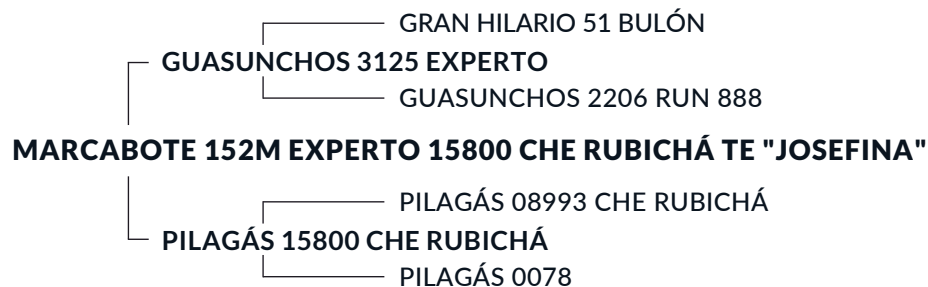 GRAN HILARIO 51 BULÓN
GUASUNCHOS 3125 EXPERTO
GUASUNCHOS 2206 RUN 888
MARCABOTE 152M EXPERTO 15800 CHE RUBICHÁ TE "JOSEFINA"
PILAGÁS 08993 CHE RUBICHÁ
PILAGÁS 15800 CHE RUBICHÁ
PILAGÁS 0078